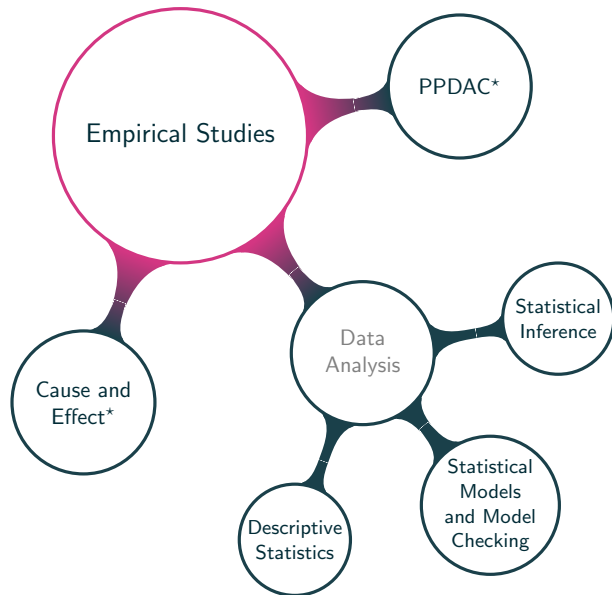 PPDAC*
Empirical Studies
Statistical
Inference
Data
Analysis
Cause and
Effect*
Statistical
Models
and Model
Checking
Descriptive
Statistics